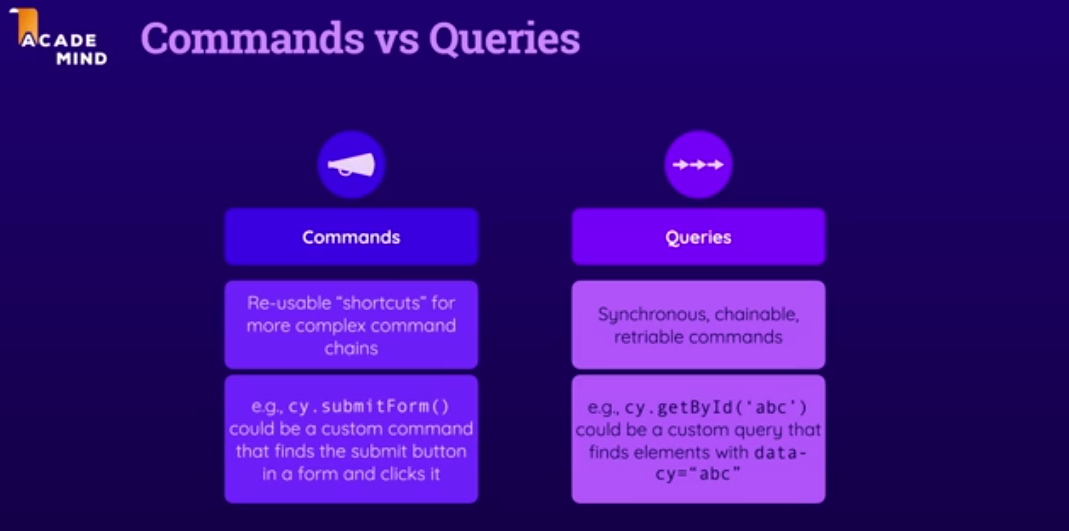 ACADE
MIND
Commands vs Queries
Commands
Re-usable “shortcuts” for
more complex command
chains
e.g., cy.submitForm()
could be a custom command
that finds the submit button
in a form and clicks it
Queries
Synchronous, chainable,
retriable commands
e.g., cy.getById(‘abc’)
could be a custom query that
finds elements with data-
cy=“abc”